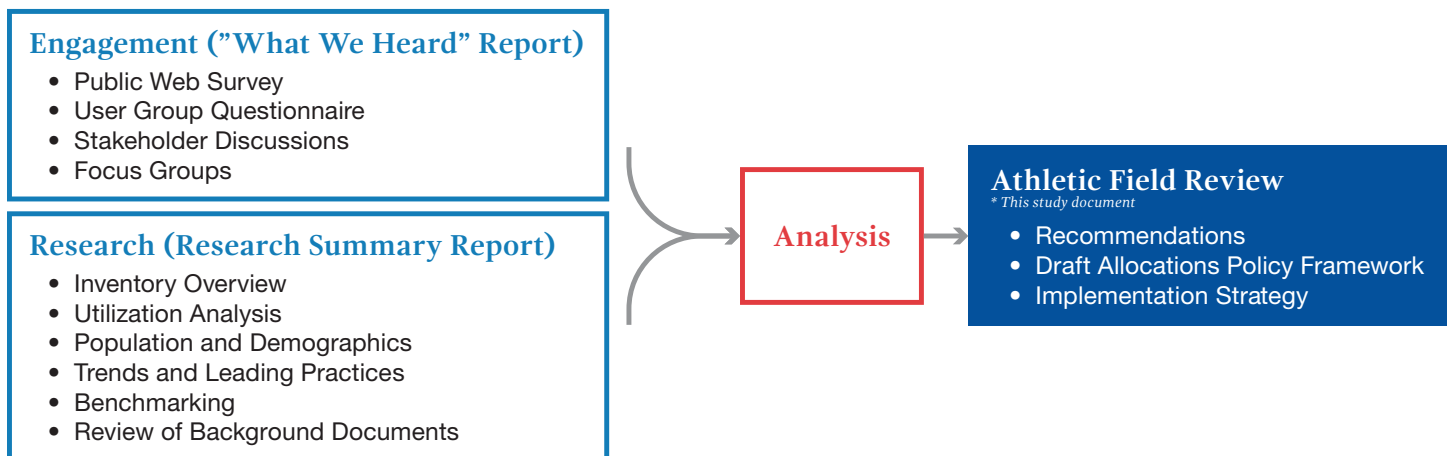 Engagement (”What We Heard” Report)
• Public Web Survey
• User Group Questionnaire
• Stakeholder Discussions
• Focus Groups
Research (Research Summary Report)
• Inventory Overview
• Utilization Analysis
• Population and Demographics
• Trends and Leading Practices
• Benchmarking
• Review of Background Documents
Analysis
Athletic Field Review
* This study document
• Recommendations
• Draft Allocations Policy Framework
• Implementation Strategy